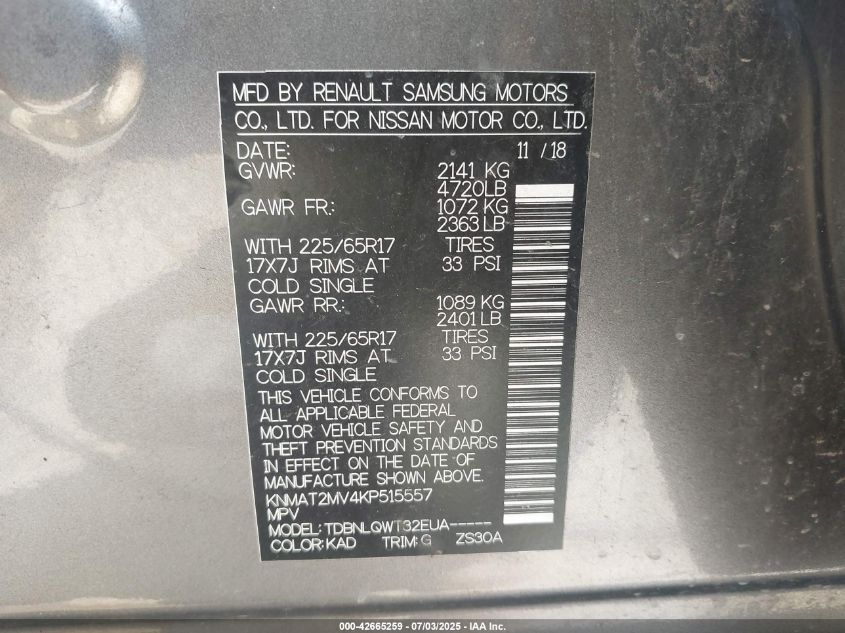 MFD BY RENAULT SAMSUNG MOTORS
CO., LTD. FOR NISSAN MOTOR CO., LTD.
DATE: 11 / 18
GVWR: 2141 KG
4720LB
GAWR FR: 1072 KG
2363 LB
WITH 225/65R17 TIRES
17X7J RIMS AT 33 PSI
COLD SINGLE
GAWR RR: 1089 KG
2401 LB
WITH 225/65R17 TIRES
17X7J RIMS AT 33 PSI
COLD SINGLE
THIS VEHICLE CONFORMS TO
ALL APPLICABLE FEDERAL
MOTOR VEHICLE SAFETY AND
THEFT PREVENTION STANDARDS
IN EFFECT ON THE DATE OF
MANUFACTURE SHOWN ABOVE.
KNMAT2MV4KP515557
MPV
MODEL: TDBNLQWT32EUA-----
COLOR: KAD TRIM: G ZS30A
000-42665259 - 07/03/2025 - IAA Inc.